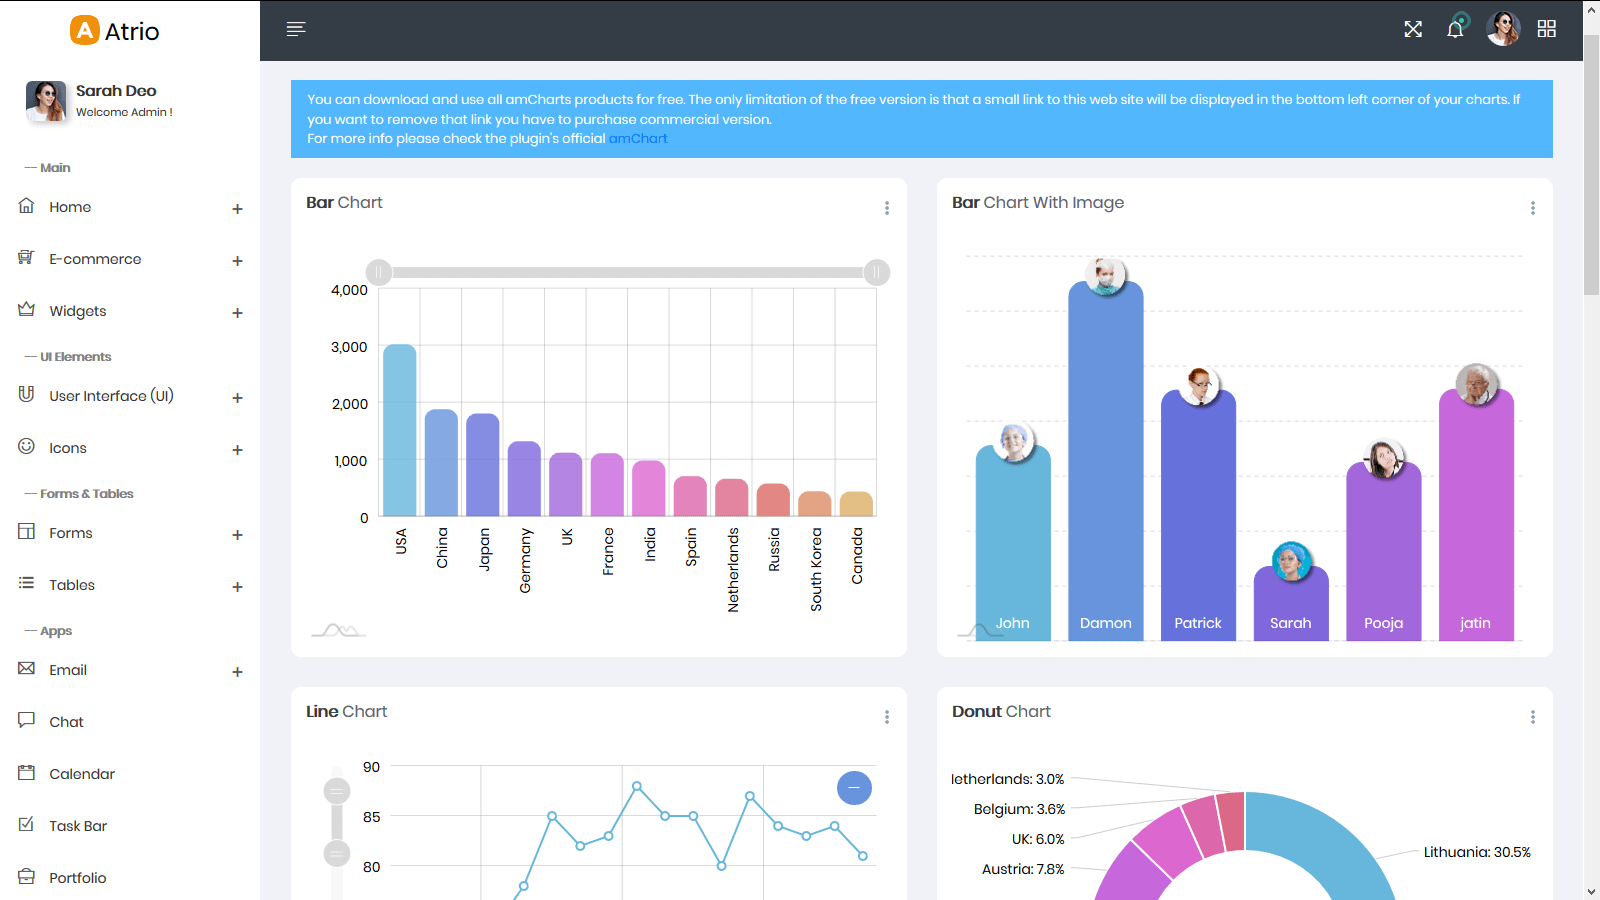 Atrio
Sarah Deo
Welcome Admin !
— Main
Home
E-commerce
Widgets
— UI Elements
User Interface (UI)
Icons
— Forms & Tables
Forms
Tables
— Apps
Email
Chat
Calendar
Task Bar
Portfolio
You can download and use all amCharts products for free. The only limitation of the free version is that a small link to this web site will be displayed in the bottom left corner of your charts. If
you want to remove that link you have to purchase commercial version.
For more info please check the plugin's official amChart
Bar Chart
4,000
3,000
2,000
1,000
0
USA
China
Japan
Germany
UK
France
India
Spain
Netherlands
Russia
South Korea
Canada
Bar Chart With Image
John
Damon
Patrick
Sarah
Pooja
jatin
Line Chart
90
85
80
Donut Chart
letherlands: 3.0%
Belgium: 3.6%
UK: 6.0%
Austria: 7.8%
Lithuania: 30.5%